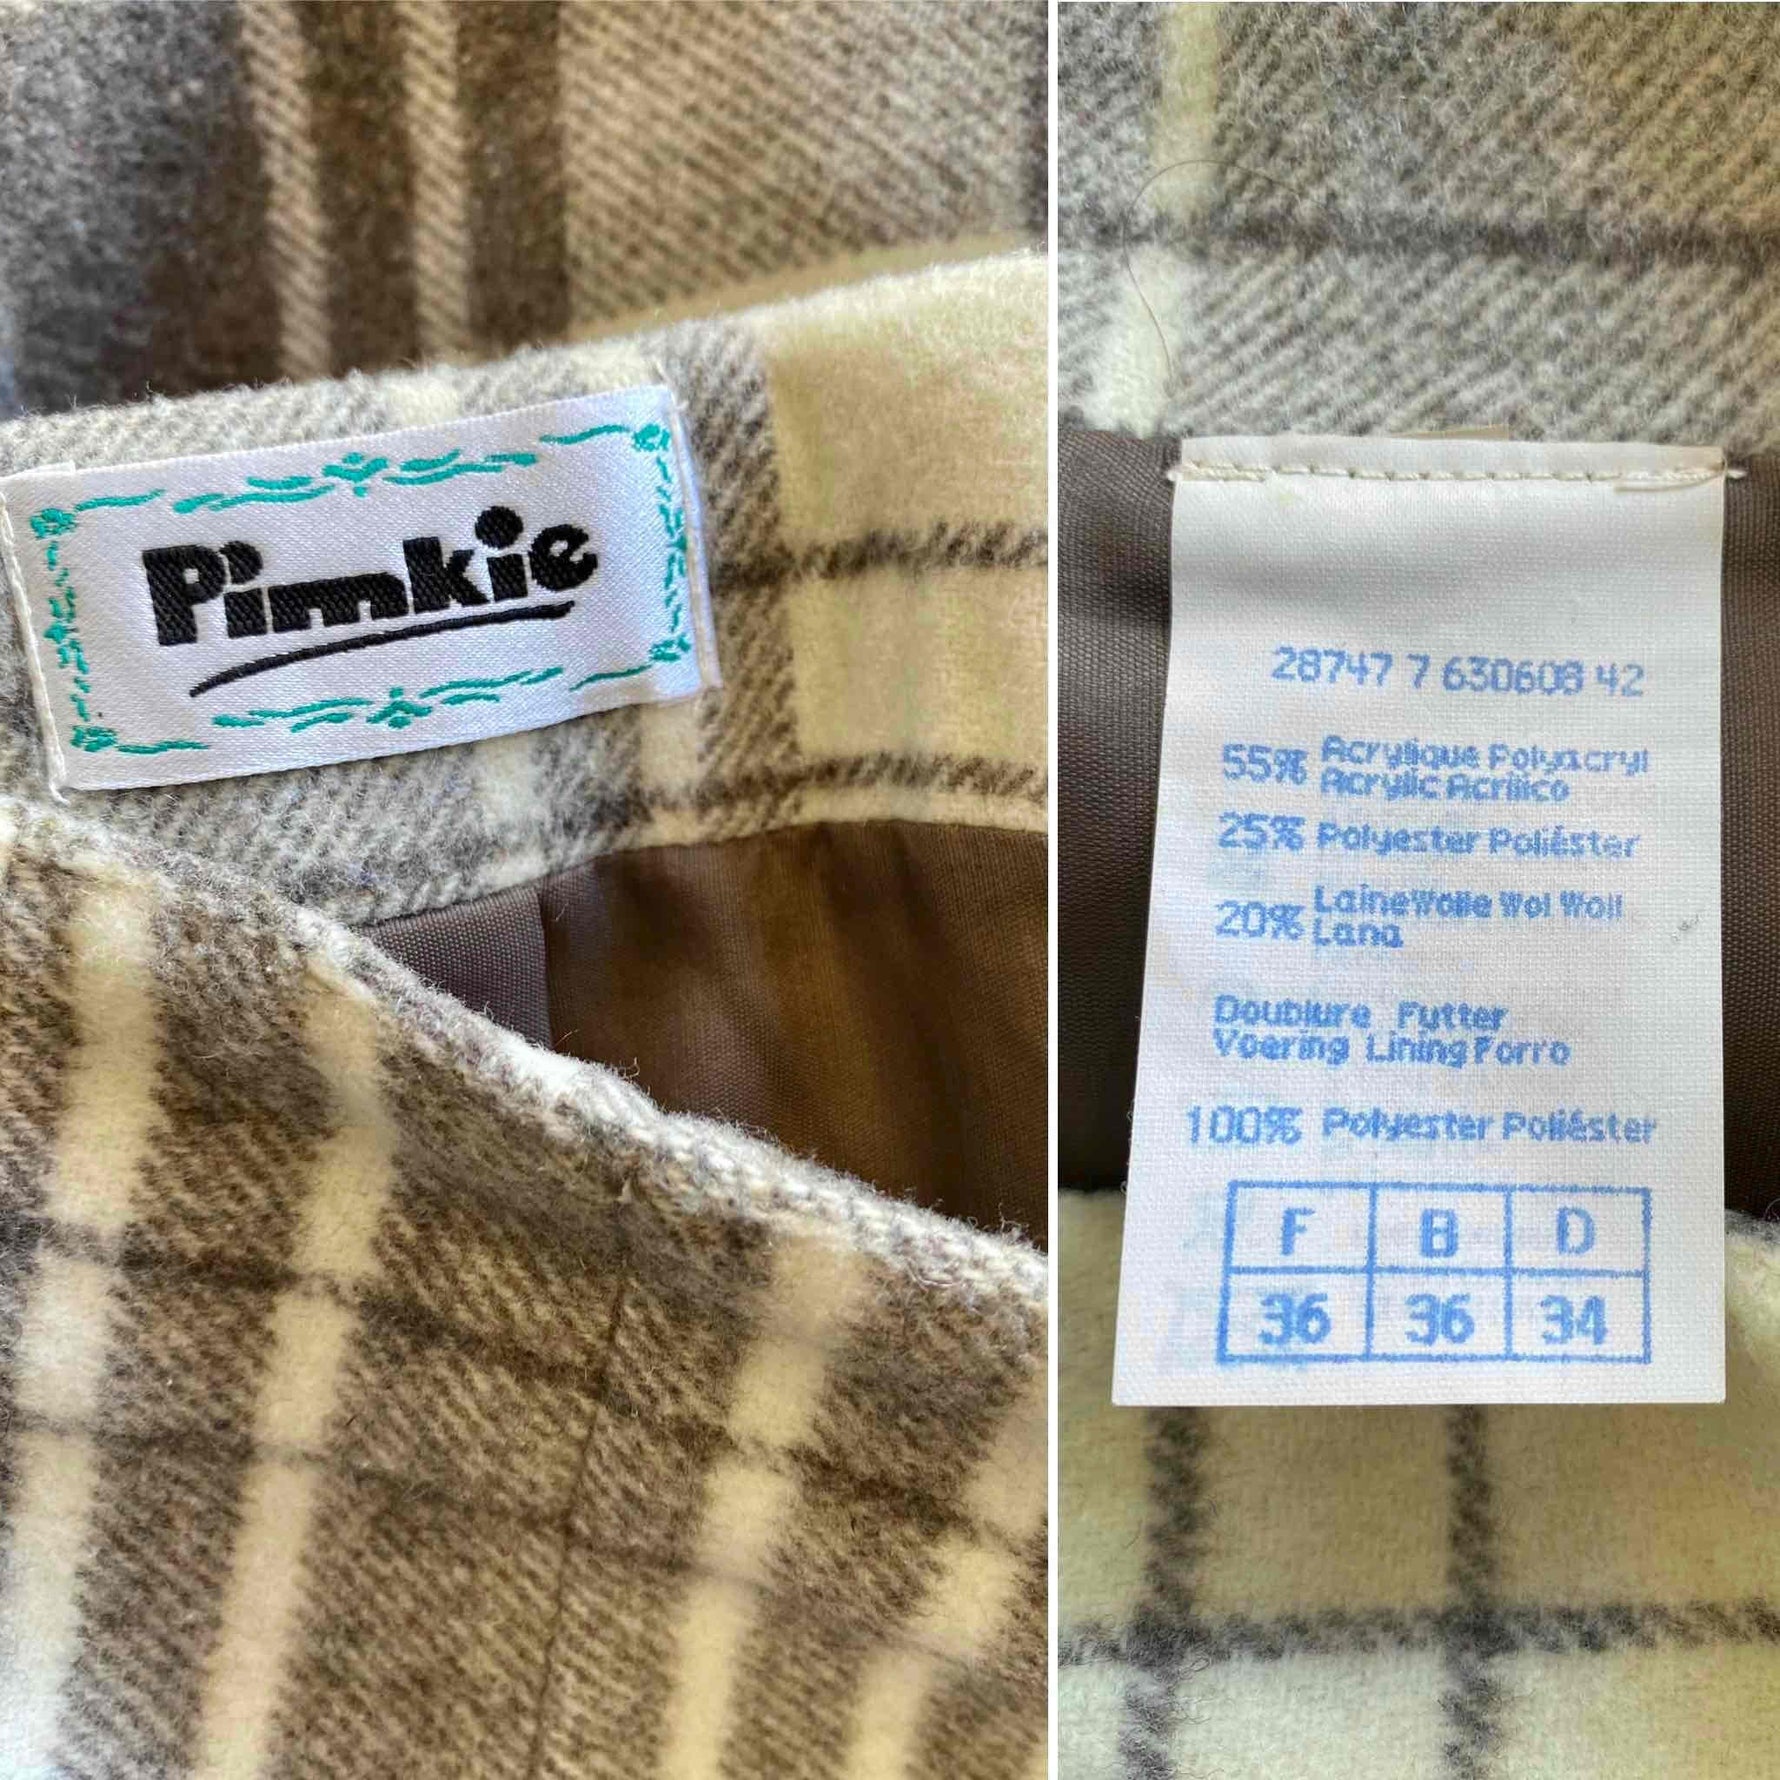 Pimkie
28747 7 630608 42
55% Acrylique Polyacryl
Acrylic Acrilico
25% Polyester Poliéster
20% Laine Wolle Wol Wool
Lana
Doublure Futter
Voering Lining Forro
100% Polyester Poliéster
F B D
36 36 34